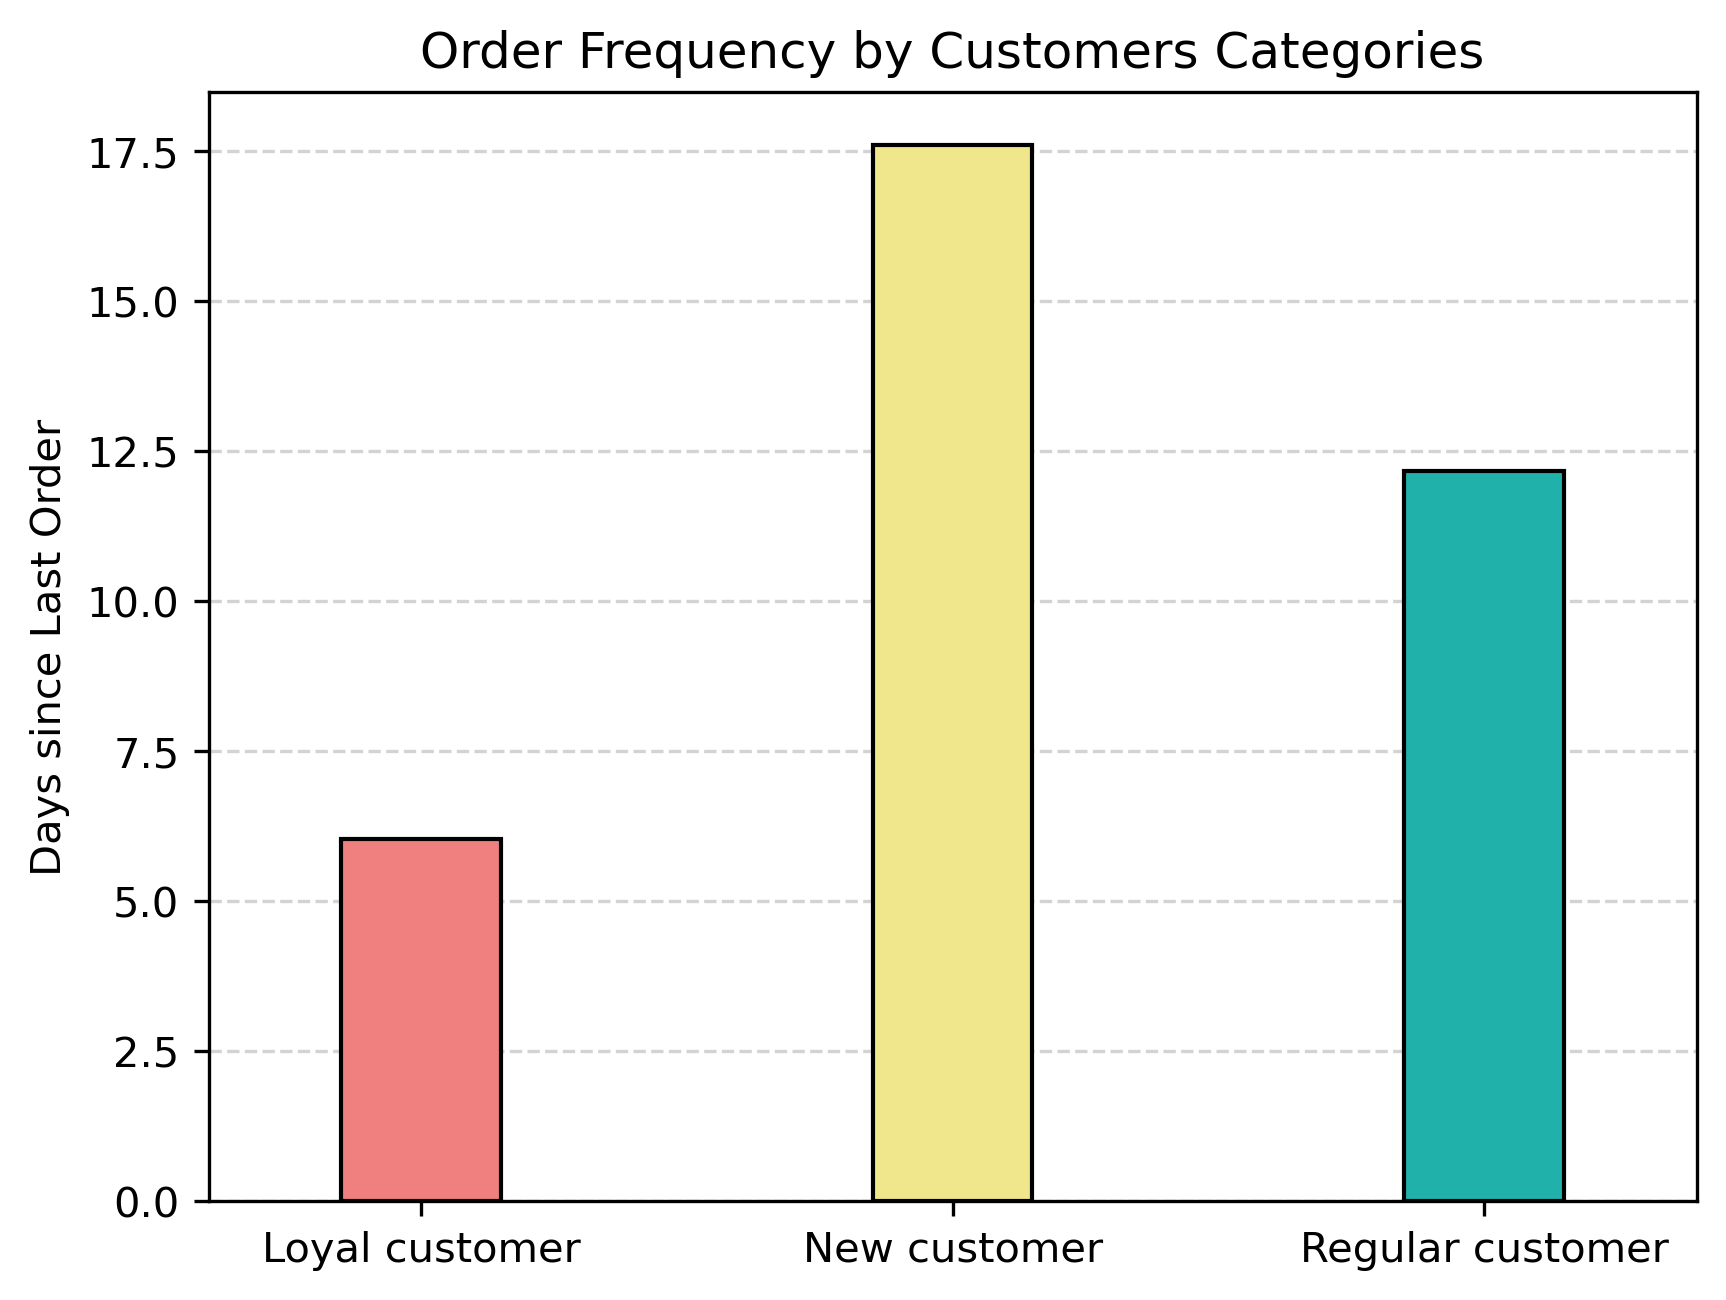 Order Frequency by Customers Categories
17.5
15.0
12.5
10.0
7.5
5.0
2.5
0.0
Days since Last Order
Loyal customer
New customer
Regular customer